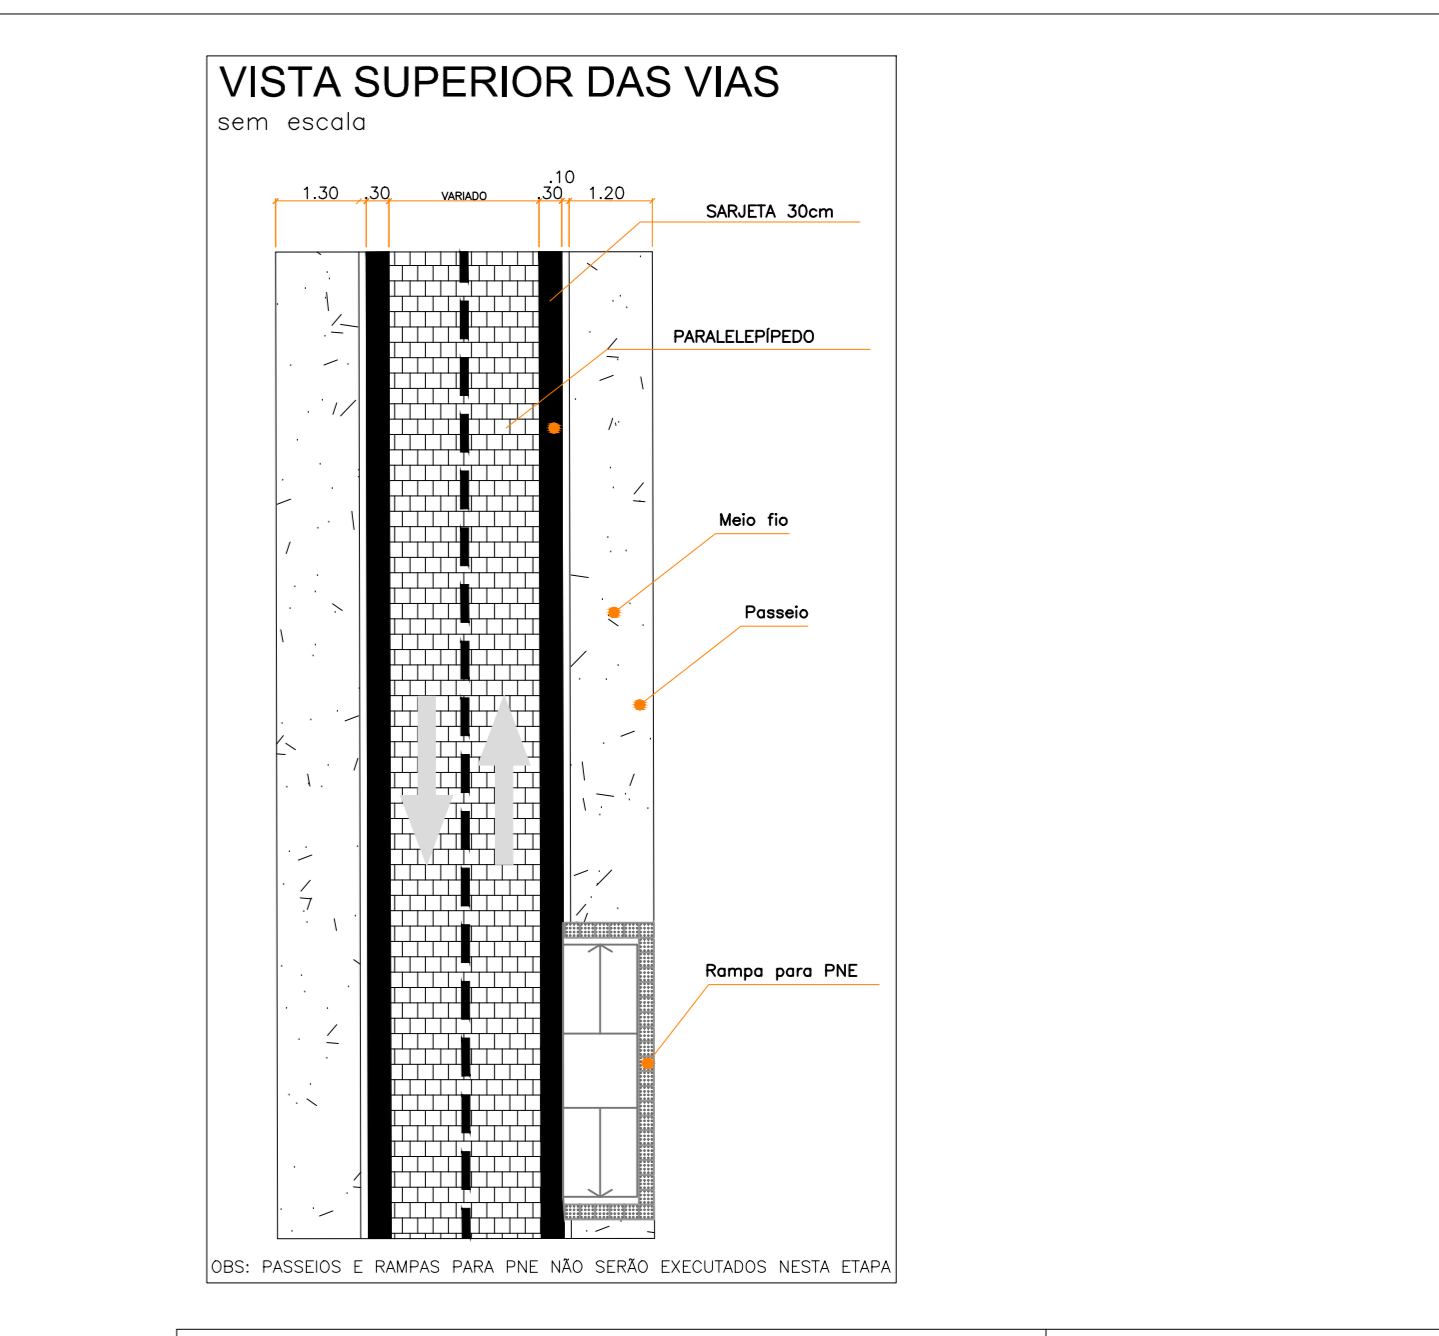 VISTA SUPERIOR DAS VIAS
sem escala
.10
1.30 .30 VARIADO .30 1.20
SARJETA 30cm
PARALELEPÍPEDO
Meio fio
Passeio
Rampa para PNE
OBS: PASSEIOS E RAMPAS PARA PNE NÃO SERÃO EXECUTADOS NESTA ETAPA